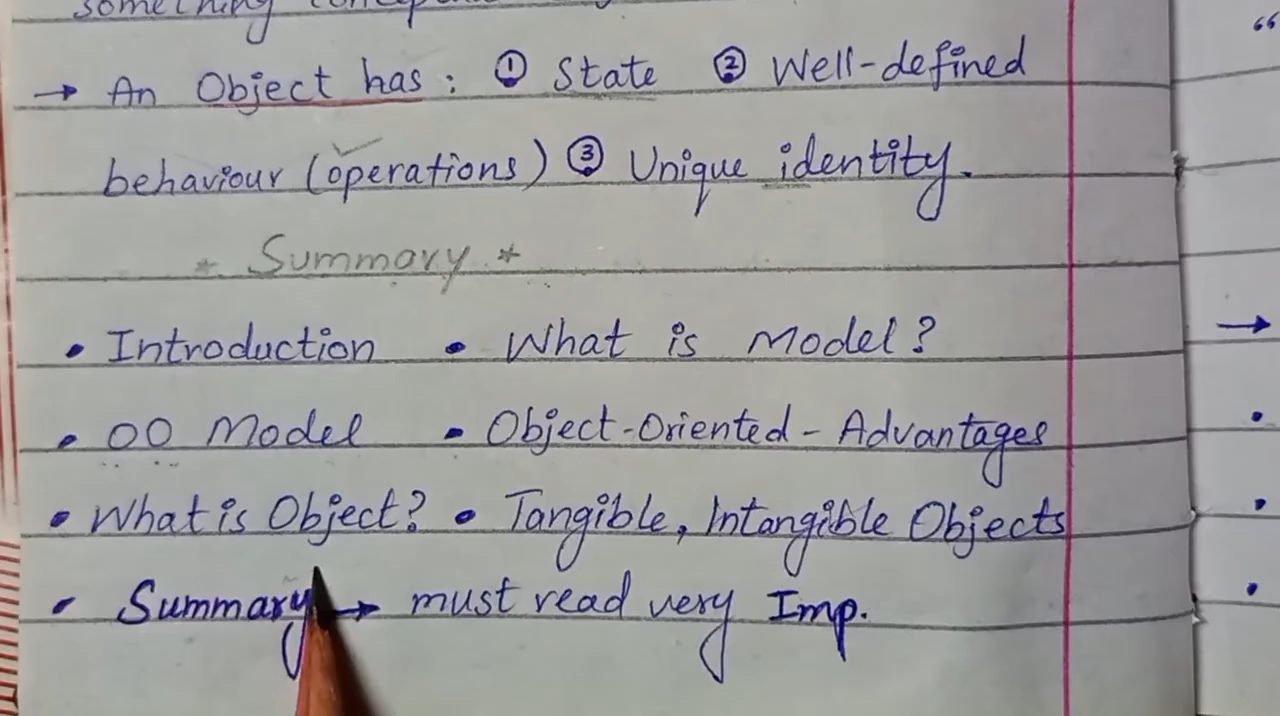 something
→ An Object has: ① State ② Well-defined
behaviour (operations) ③ Unique identity.
* Summary *
• Introduction • What is Model?
• OO Model • Object-Oriented-Advantages
• What is Object? • Tangible, Intangible Objects
• Summary → must read very Imp.